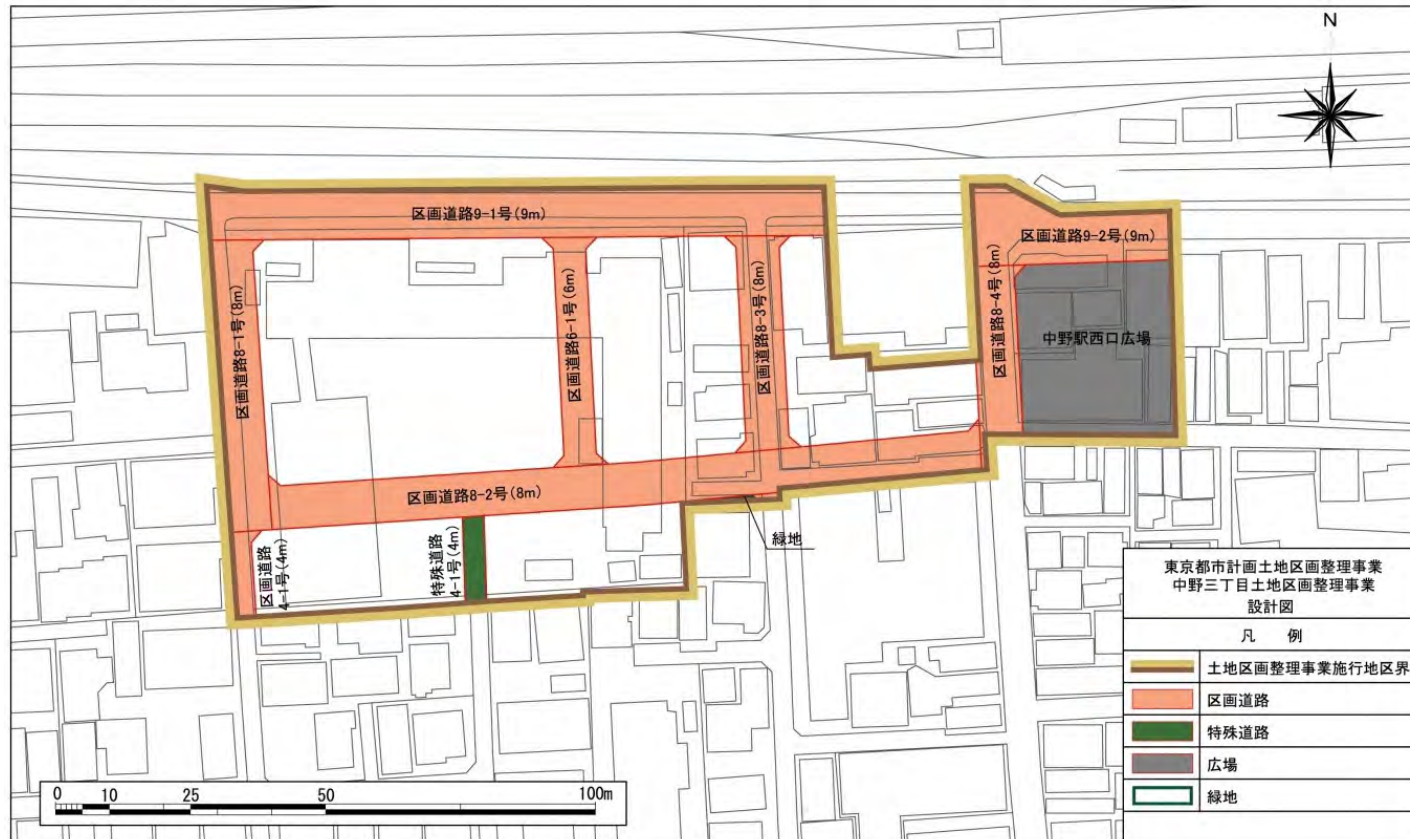 N
区画道路9-1号(9m)
区画道路9-2号(9m)
区画道路8-1号(8m)
区画道路6-1号(6m)
区画道路8-3号(8m)
区画道路8-4号(8m)
中野駅西口広場
区画道路8-2号(8m)
緑地
区画道路
4-1号(4m)
特殊道路
4-1号(4m)
東京都市計画土地区画整理事業
中野三丁目土地区画整理事業
設計図
凡 例
土地区画整理事業施行地区界
区画道路
特殊道路
広場
緑地
0 10 25 50 100m